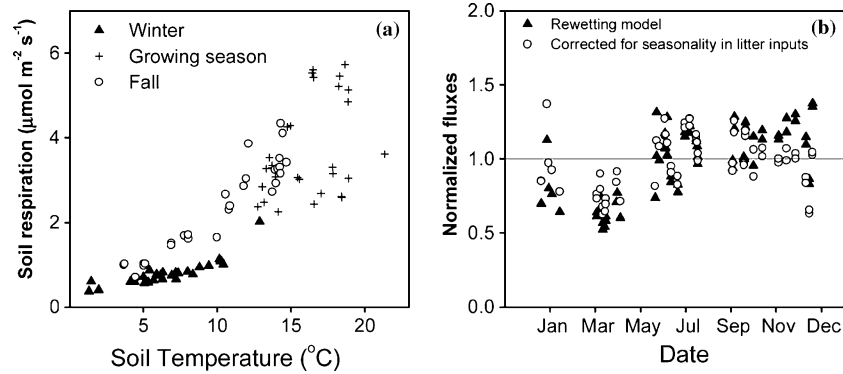 (a)
Winter
Growing season
Fall
Soil respiration (μmol m⁻² s⁻¹)
6
4
2
0
5
10
15
20
Soil Temperature (°C)
(b)
Rewetting model
Corrected for seasonality in litter inputs
Normalized fluxes
2.0
1.5
1.0
0.5
0.0
Jan
Mar
May
Jul
Sep
Nov
Dec
Date